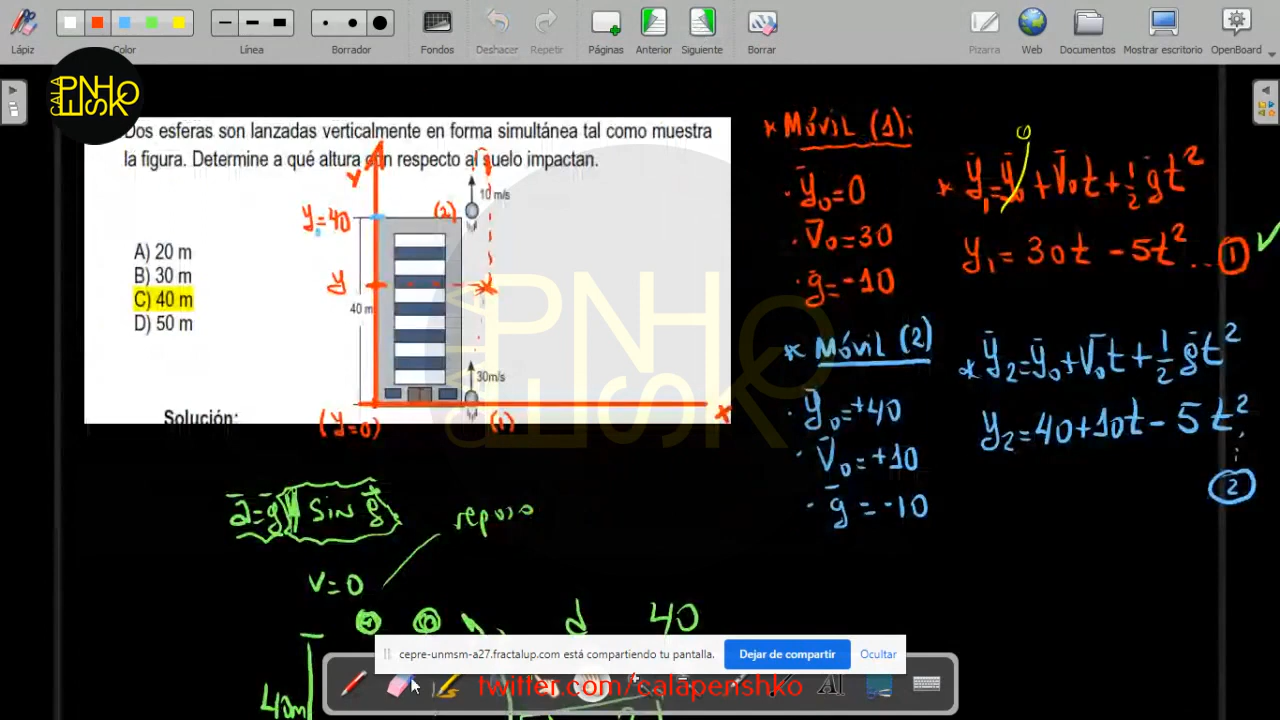 Lápiz
Color
Línea
Borrador
Fondos
Deshacer
Repetir
Páginas
Anterior
Siguiente
Borrar
Pizarra
Web
Documentos
Mostrar escritorio
OpenBoard
CALA
PENSHKO
Dos esferas son lanzadas verticalmente en forma simultánea tal como muestra
la figura. Determine a qué altura con respecto al suelo impactan.
A) 20 m
B) 30 m
C) 40 m
D) 50 m
Solución:
Y
y=40
(2)
10 m/s
y
40 m
30m/s
(y=0)
(1)
x
* Móvil (1):
· y₀=0
· V₀=30
· g=-10
* y₁=y₀+V₀t+½gt²
0
y₁=30t-5t²... ①
* Móvil (2)
· y₀=+40
· V₀=+10
· g=-10
* y₂=y₀+V₀t+½gt²
y₂=40+10t-5t²
②
reposo
v=0
d
40
40m
cepre-unmsm-a27.fractalup.com está compartiendo tu pantalla.
Dejar de compartir
Ocultar
twitter.com/calapenshko